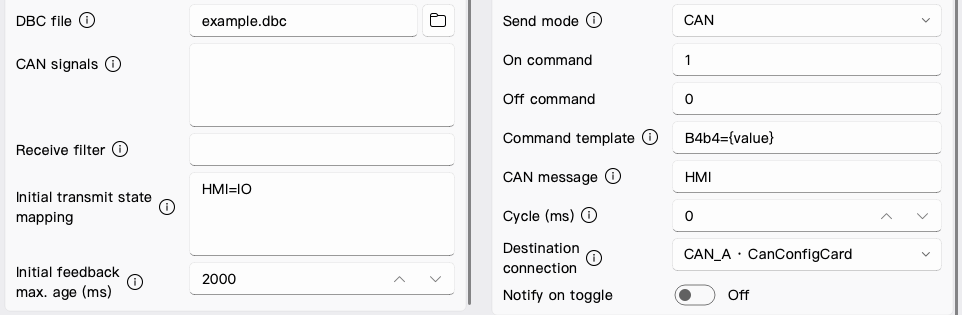 DBC file
example.dbc
CAN signals
Receive filter
Initial transmit state
mapping
HMI=IO
Initial feedback
max. age (ms)
2000
Send mode
CAN
On command
1
Off command
0
Command template
B4b4={value}
CAN message
HMI
Cycle (ms)
0
Destination
connection
CAN_A · CanConfigCard
Notify on toggle
Off